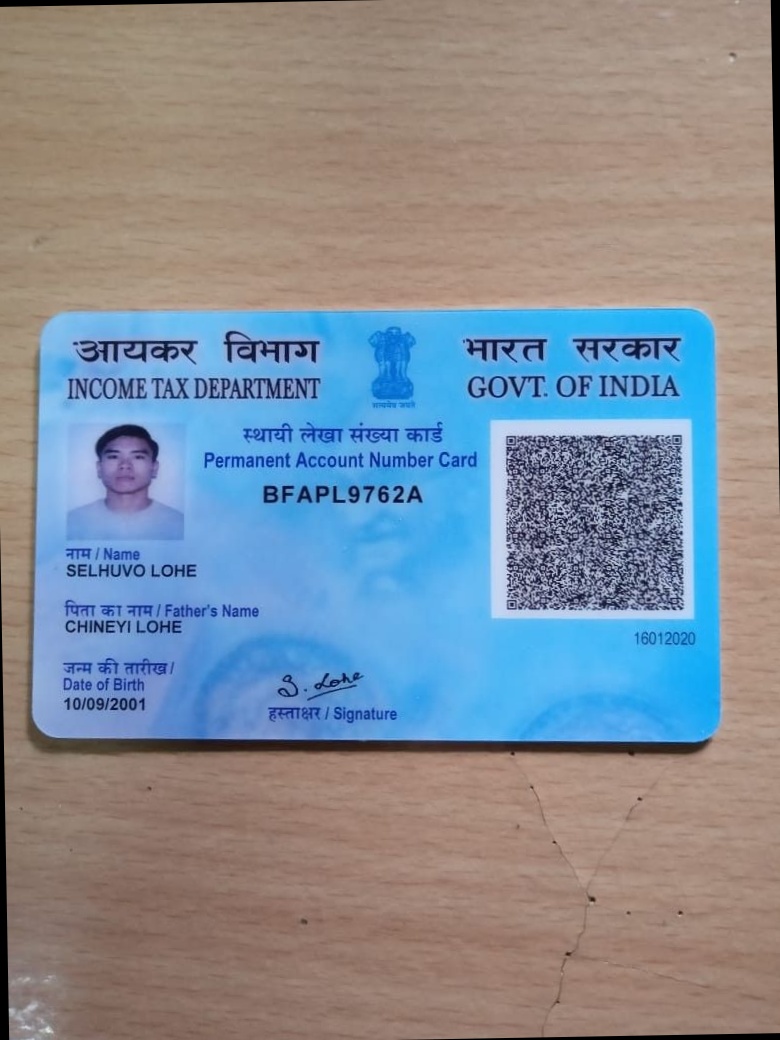 आयकर विभाग
INCOME TAX DEPARTMENT
सत्यमेव जयते
भारत सरकार
GOVT. OF INDIA
स्थायी लेखा संख्या कार्ड
Permanent Account Number Card
BFAPL9762A
नाम / Name
SELHUVO LOHE
पिता का नाम / Father's Name
CHINEYI LOHE
जन्म की तारीख /
Date of Birth
10/09/2001
S. Lohe
हस्ताक्षर / Signature
16012020